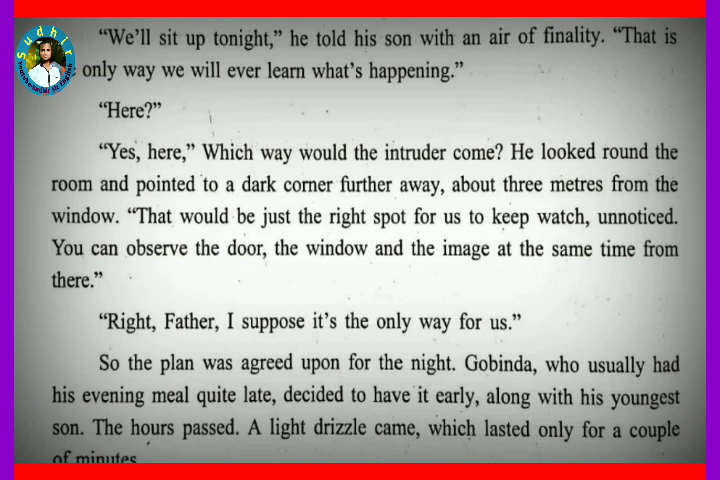 Sudhir
"We'll sit up tonight," he told his son with an air of finality. "That is
only way we will ever learn what's happening."
"Here?"
"Yes, here," Which way would the intruder come? He looked round the
room and pointed to a dark corner further away, about three metres from the
window. "That would be just the right spot for us to keep watch, unnoticed.
You can observe the door, the window and the image at the same time from
there."
"Right, Father, I suppose it's the only way for us."
So the plan was agreed upon for the night. Gobinda, who usually had
his evening meal quite late, decided to have it early, along with his youngest
son. The hours passed. A light drizzle came, which lasted only for a couple
of minutes